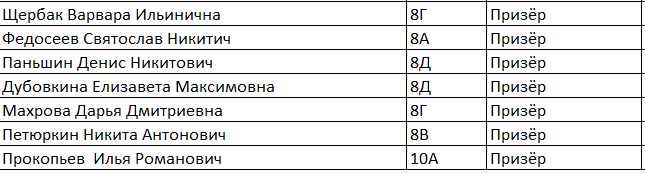 Щербак Варвара Ильинична 8Г Призёр
Федосеев Святослав Никитич 8А Призёр
Паньшин Денис Никитович 8Д Призёр
Дубовкина Елизавета Максимовна 8Д Призёр
Махрова Дарья Дмитриевна 8Г Призёр
Петюркин Никита Антонович 8В Призёр
Прокопьев  Илья Романович 10А Призёр